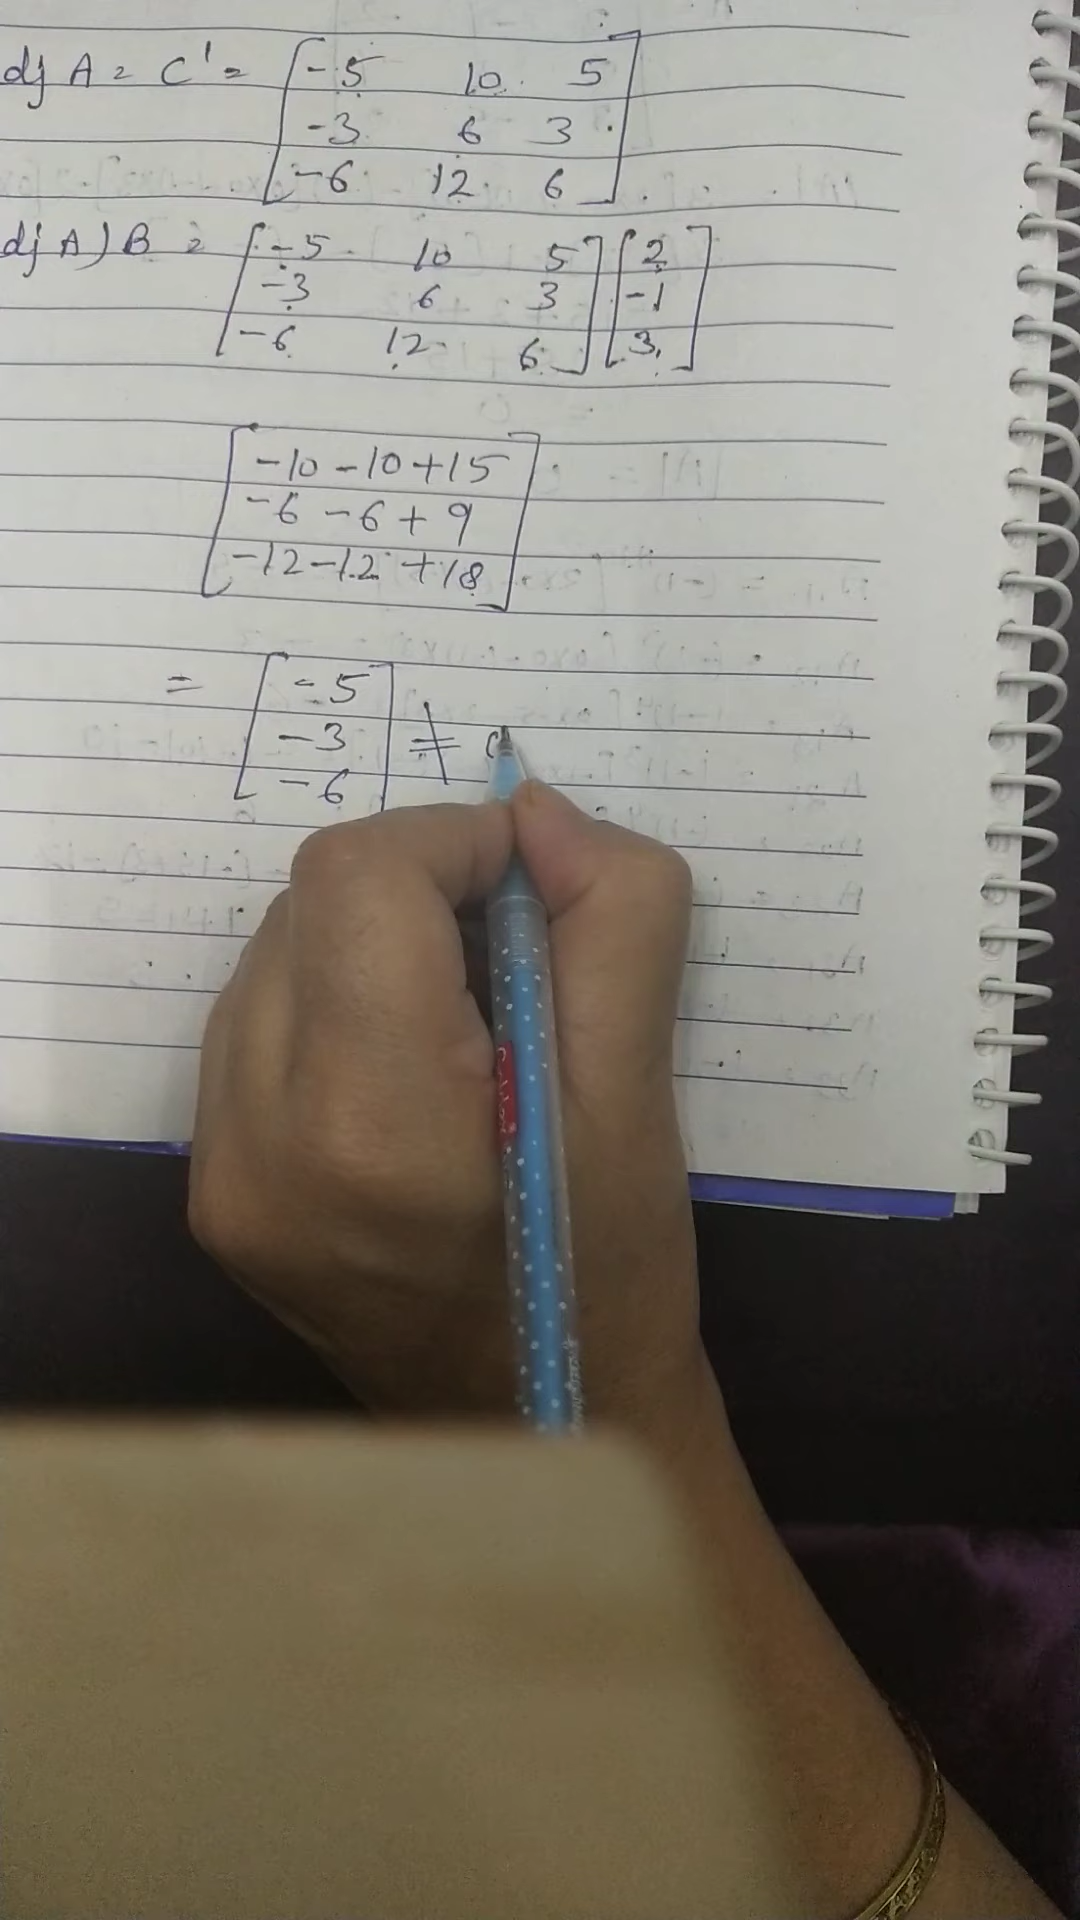 dj A = C' = [ -5 10 5
-3 6 3
-6 12 6 ]
dj A) B = [ -5 10 5 ] [ 2
-3 6 3 -1
-6 12 6 3 ]
[ -10 -10 +15
-6 -6 + 9
-12 -12 +18 ]
= [ -5
-3 ] ≠
-6